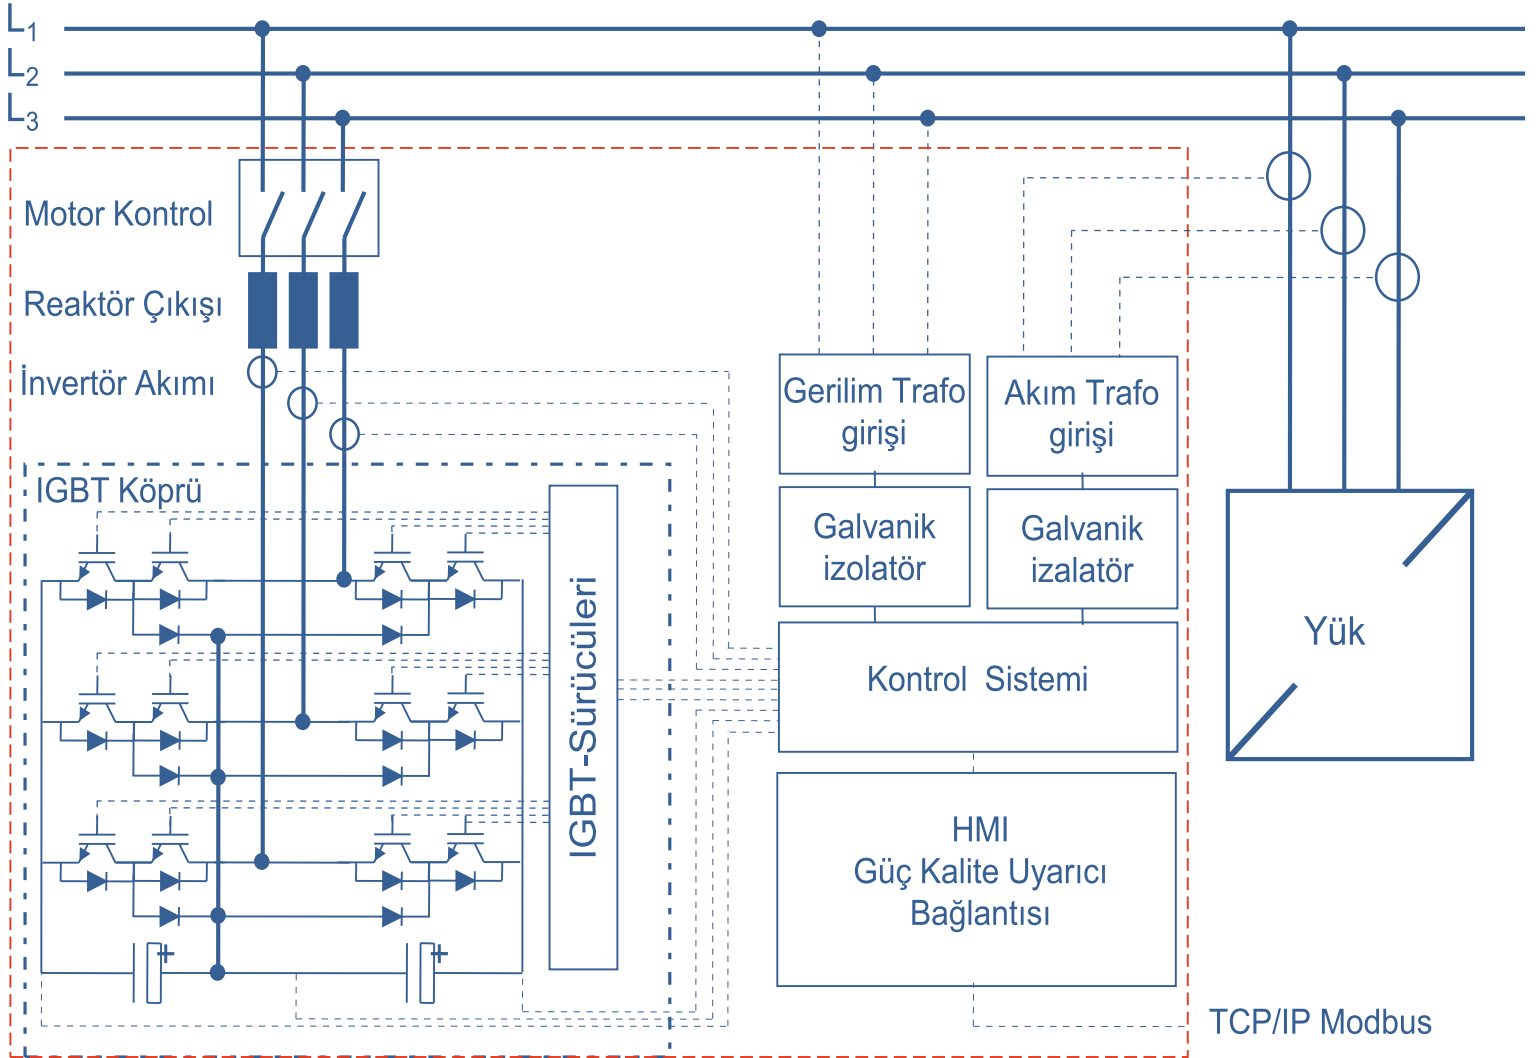 L1
L2
L3
Motor Kontrol
Reaktör Çıkışı
İnvertör Akımı
IGBT Köprü
IGBT-Sürücüleri
Gerilim Trafo
girişi
Akım Trafo
girişi
Galvanik
izolatör
Galvanik
izalatör
Kontrol Sistemi
Yük
HMI
Güç Kalite Uyarıcı
Bağlantısı
+
+
TCP/IP Modbus